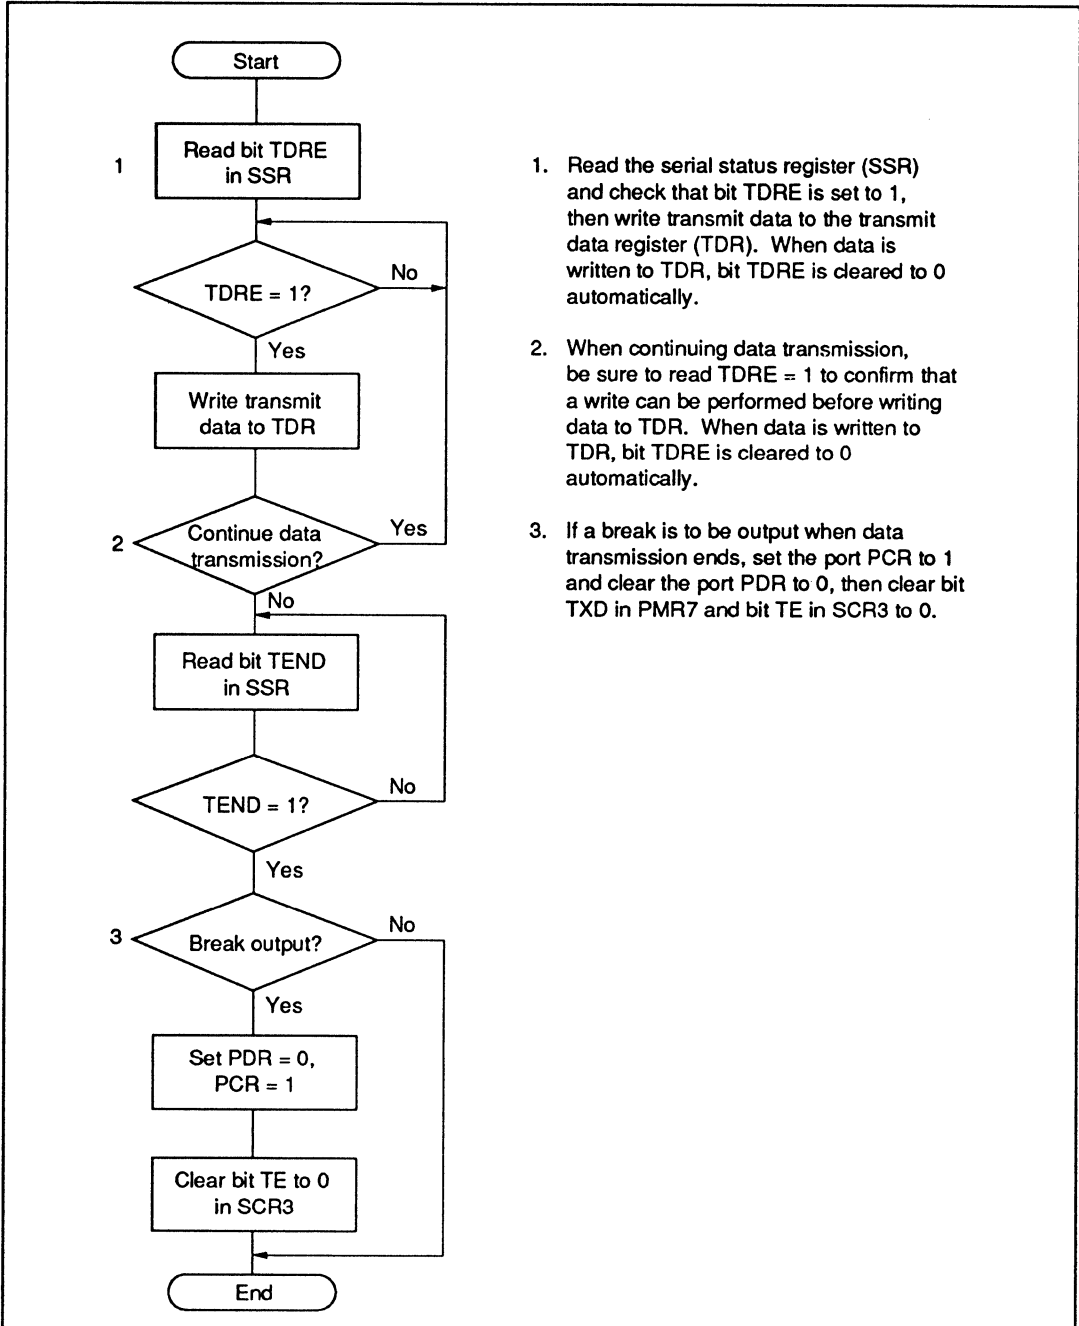 Start
1
Read bit TDRE
in SSR
TDRE = 1?
No
Yes
Write transmit
data to TDR
2
Continue data
transmission?
Yes
No
Read bit TEND
in SSR
TEND = 1?
No
Yes
3
Break output?
No
Yes
Set PDR = 0,
PCR = 1
Clear bit TE to 0
in SCR3
End
1. Read the serial status register (SSR)
and check that bit TDRE is set to 1,
then write transmit data to the transmit
data register (TDR). When data is
written to TDR, bit TDRE is cleared to 0
automatically.
2. When continuing data transmission,
be sure to read TDRE = 1 to confirm that
a write can be performed before writing
data to TDR. When data is written to
TDR, bit TDRE is cleared to 0
automatically.
3. If a break is to be output when data
transmission ends, set the port PCR to 1
and clear the port PDR to 0, then clear bit
TXD in PMR7 and bit TE in SCR3 to 0.